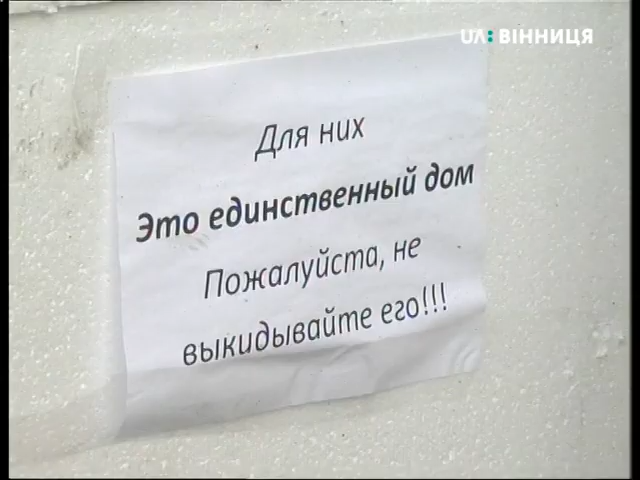 UA: ВІННИЦЯ
Для них
Это единственный дом
Пожалуйста, не
выкидывайте его!!!